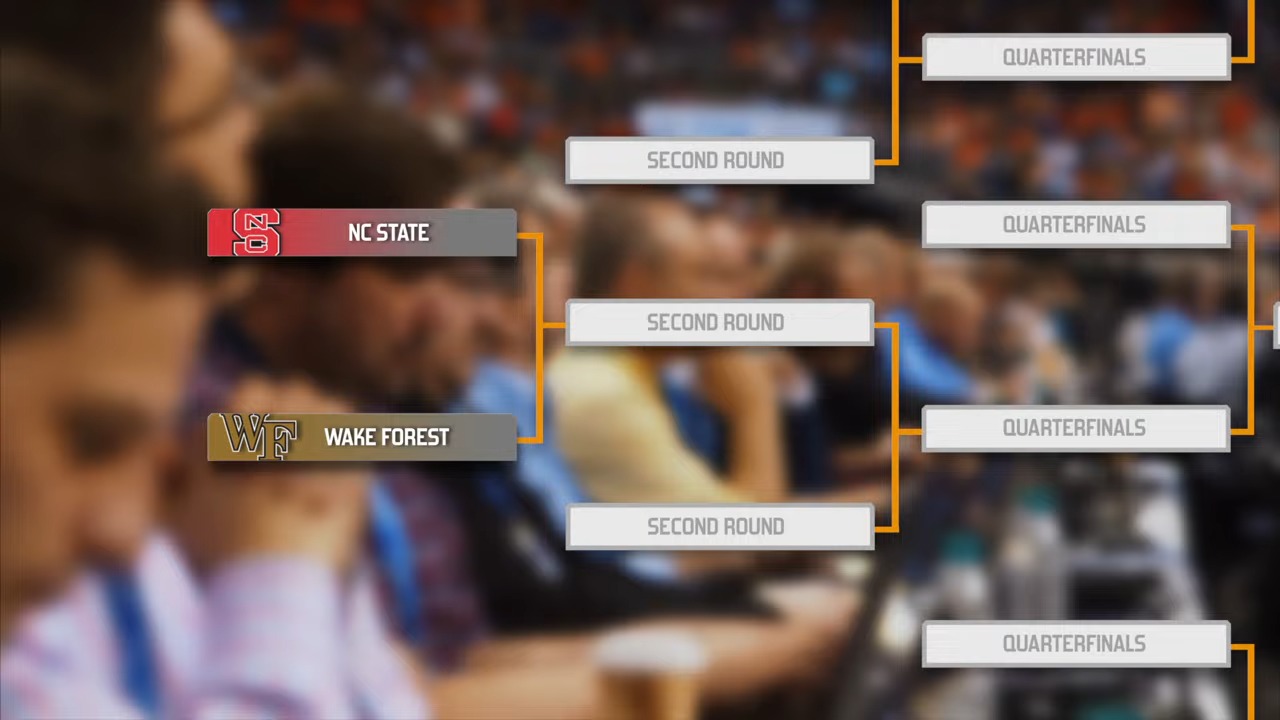 QUARTERFINALS
SECOND ROUND
QUARTERFINALS
NC STATE
SECOND ROUND
WAKE FOREST
QUARTERFINALS
SECOND ROUND
QUARTERFINALS